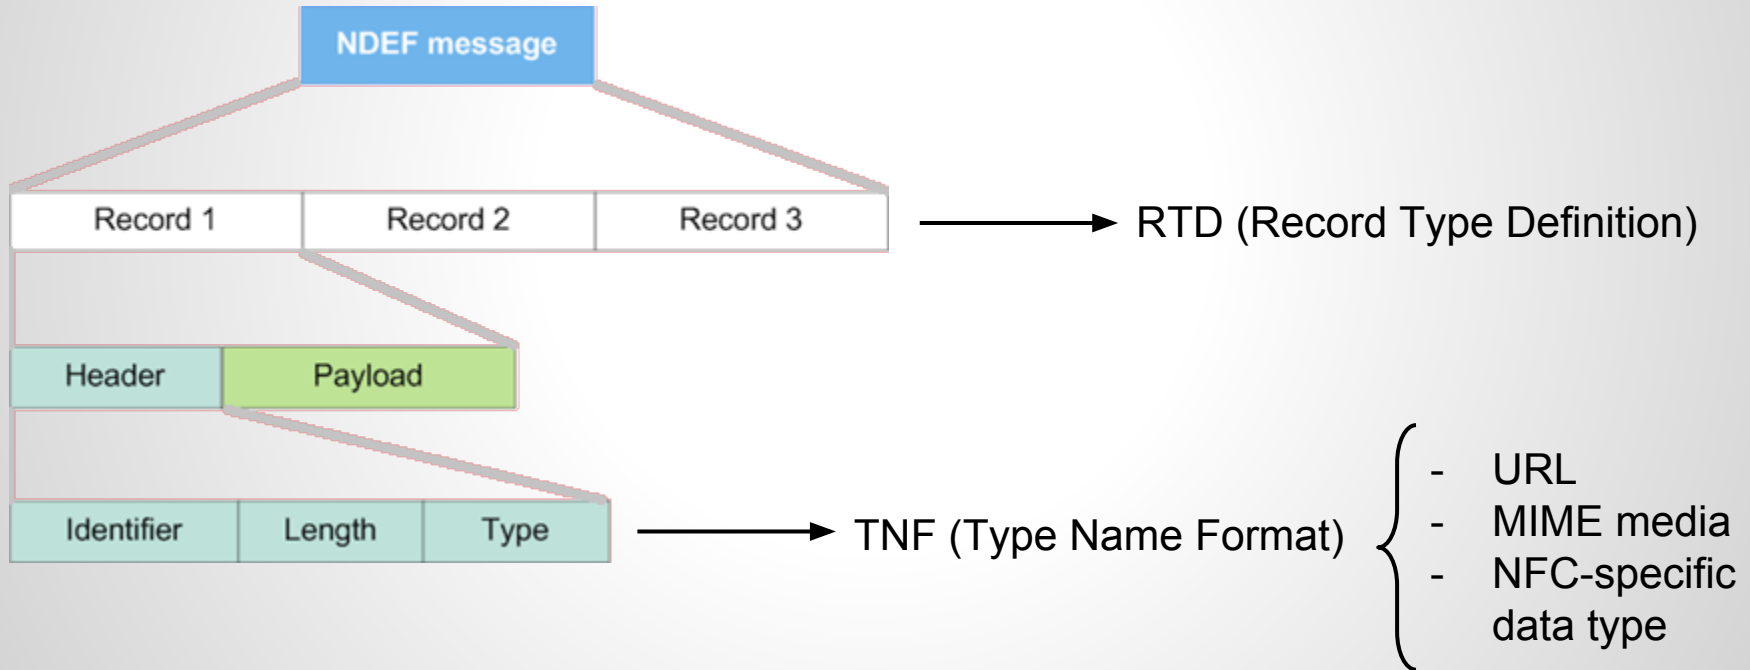 NDEF message
Record 1 Record 2 Record 3
RTD (Record Type Definition)
Header Payload
Identifier Length Type
TNF (Type Name Format)
- URL
- MIME media
- NFC-specific
data type